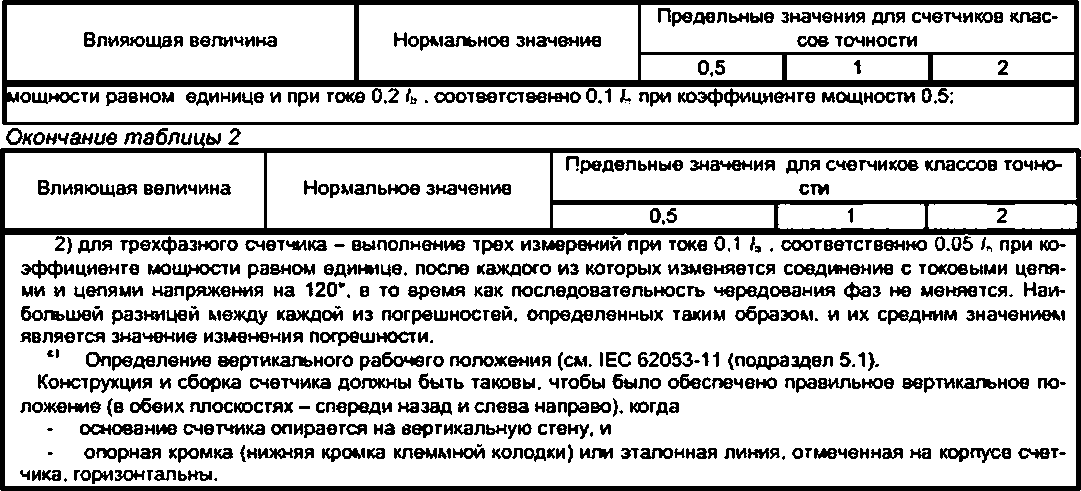 Влияющая величина
Нормальное значение
Предельные значения для счетчиков клас-
сов точности
0,5 1 2
мощности равном единице и при токе 0,2 Ib , соответственно 0,1 In при коэффициенте мощности 0,5;
Окончание таблицы 2
Влияющая величина
Нормальное значение
Предельные значения для счетчиков классов точно-
сти
0,5 1 2
2) для трехфазного счетчика – выполнение трех измерений при токе 0,1 Ib , соответственно 0,05 In при ко-
эффициенте мощности равном единице, после каждого из которых изменяется соединение с токовыми цепя-
ми и цепями напряжения на 120°, в то время как последовательность чередования фаз не меняется. Наи-
большей разницей между каждой из погрешностей, определенных таким образом, и их средним значением
является значение изменения погрешности.
c) Определение вертикального рабочего положения (см. IEC 62053-11 (подраздел 5.1).
Конструкция и сборка счетчика должны быть таковы, чтобы было обеспечено правильное вертикальное по-
ложение (в обеих плоскостях – спереди назад и слева направо), когда
- основание счетчика опирается на вертикальную стену, и
- опорная кромка (нижняя кромка клеммной колодки) или эталонная линия, отмеченная на корпусе счет-
чика, горизонтальны.